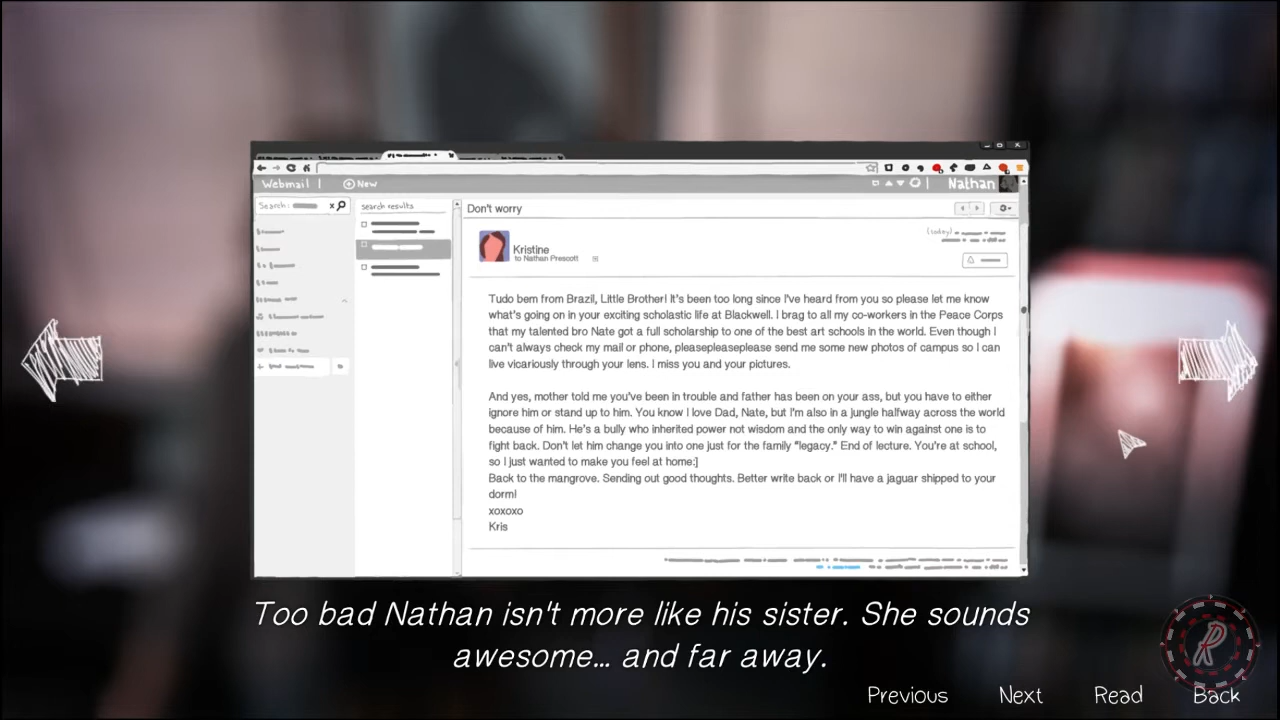 Webmail | New
Nathan
Search:
search results
Don't worry
(today)
Kristine
to Nathan Prescott
Tudo bem from Brazil, Little Brother! It's been too long since I've heard from you so please let me know
what's going on in your exciting scholastic life at Blackwell. I brag to all my co-workers in the Peace Corps
that my talented bro Nate got a full scholarship to one of the best art schools in the world. Even though I
can't always check my mail or phone, pleasepleaseplease send me some new photos of campus so I can
live vicariously through your lens. I miss you and your pictures.
And yes, mother told me you've been in trouble and father has been on your ass, but you have to either
ignore him or stand up to him. You know I love Dad, Nate, but I'm also in a jungle halfway across the world
because of him. He's a bully who inherited power not wisdom and the only way to win against one is to
fight back. Don't let him change you into one just for the family "legacy." End of lecture. You're at school,
so I just wanted to make you feel at home:]
Back to the mangrove. Sending out good thoughts. Better write back or I'll have a jaguar shipped to your
dorm!
xoxoxo
Kris
Too bad Nathan isn't more like his sister. She sounds
awesome... and far away.
R
Previous Next Read Back